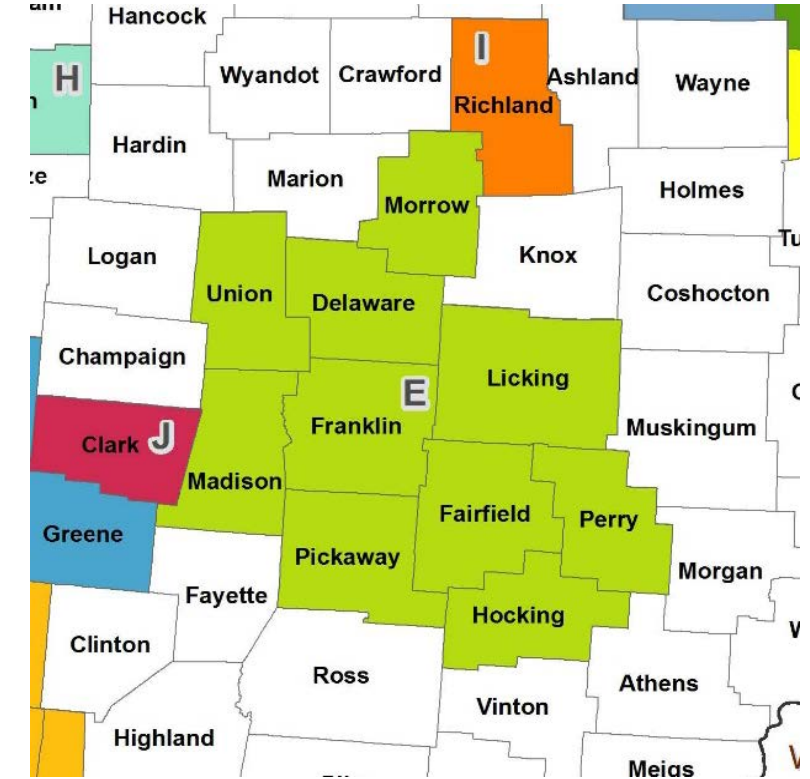 Hancock
H
Wyandot
Crawford
I
Richland
Ashland
Wayne
Hardin
Marion
Morrow
Holmes
Logan
Knox
Union
Delaware
Coshocton
Champaign
Licking
E
Franklin
Muskingum
Clark
J
Madison
Fairfield
Perry
Greene
Pickaway
Morgan
Fayette
Hocking
Clinton
Ross
Athens
Vinton
Highland
Meigs